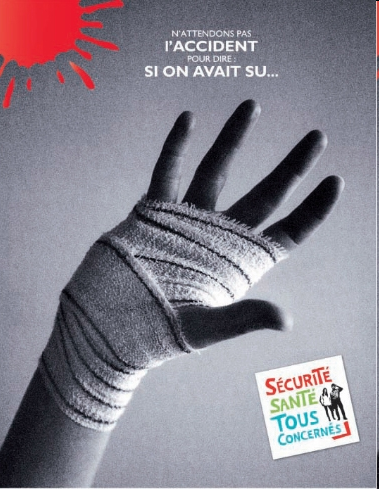 N'ATTENDONS PAS
l'ACCIDENT
POUR DIRE :
SI ON AVAIT SU...
SÉCURITÉ
SANTÉ
TOUS
CONCERNÉS